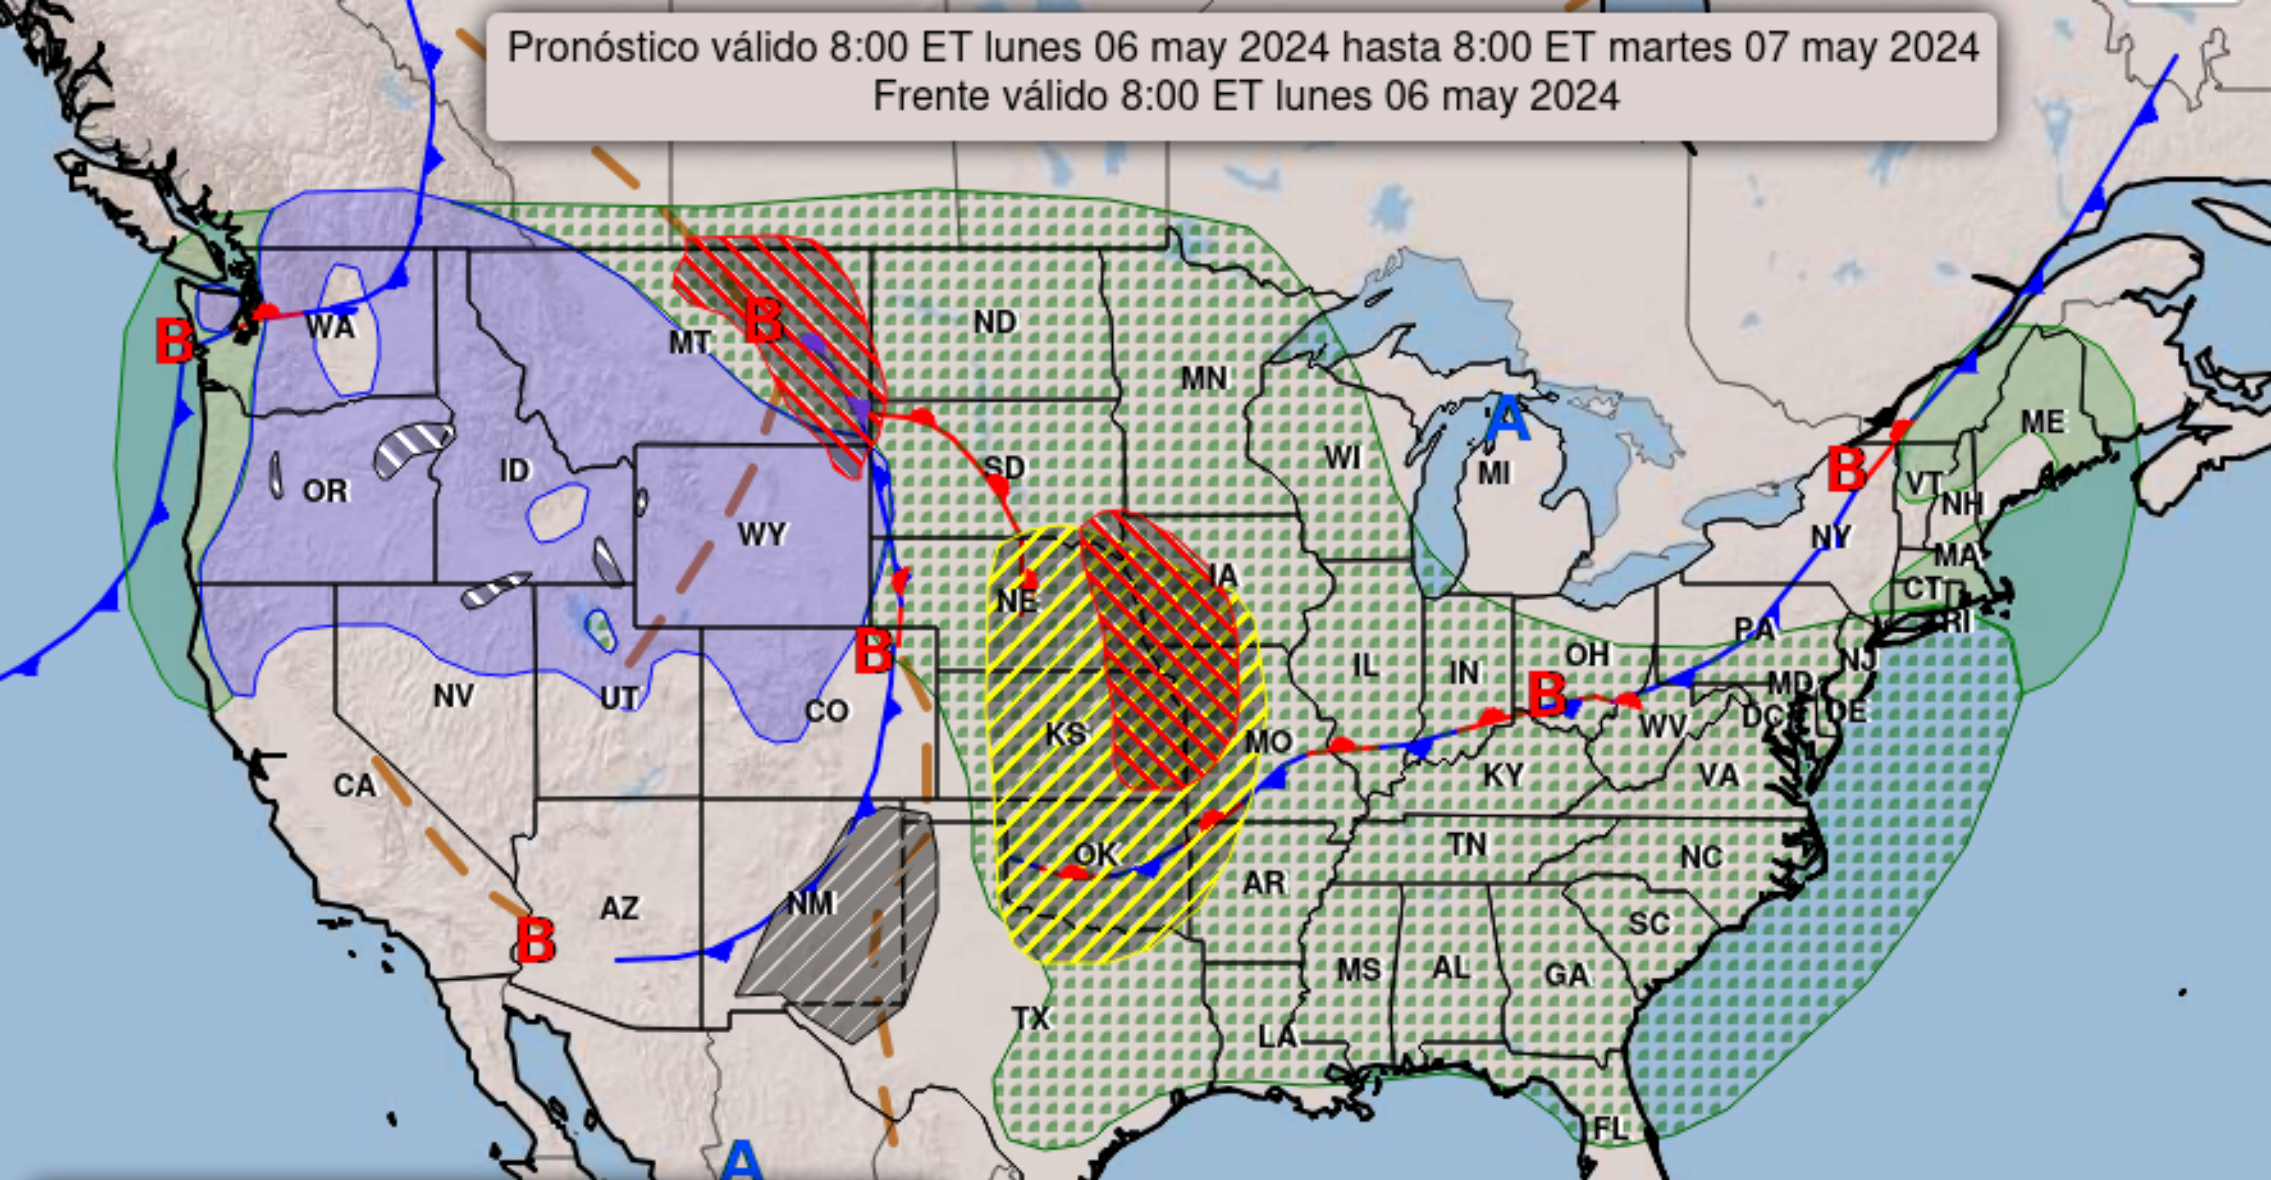 Pronóstico válido 8:00 ET lunes 06 may 2024 hasta 8:00 ET martes 07 may 2024
Frente válido 8:00 ET lunes 06 may 2024
B
WA
B
MT
ND
MN
A
ME
B
OR
ID
SD
WI
MI
VT
NH
WY
NY
MA
NE
IA
CT
B
PA
RI
NV
UT
CO
IL
IN
OH
B
NJ
MD
DC
DE
WV
CA
KS
MO
KY
VA
OK
TN
NC
AZ
NM
AR
SC
B
TX
MS
AL
GA
LA
FL
A